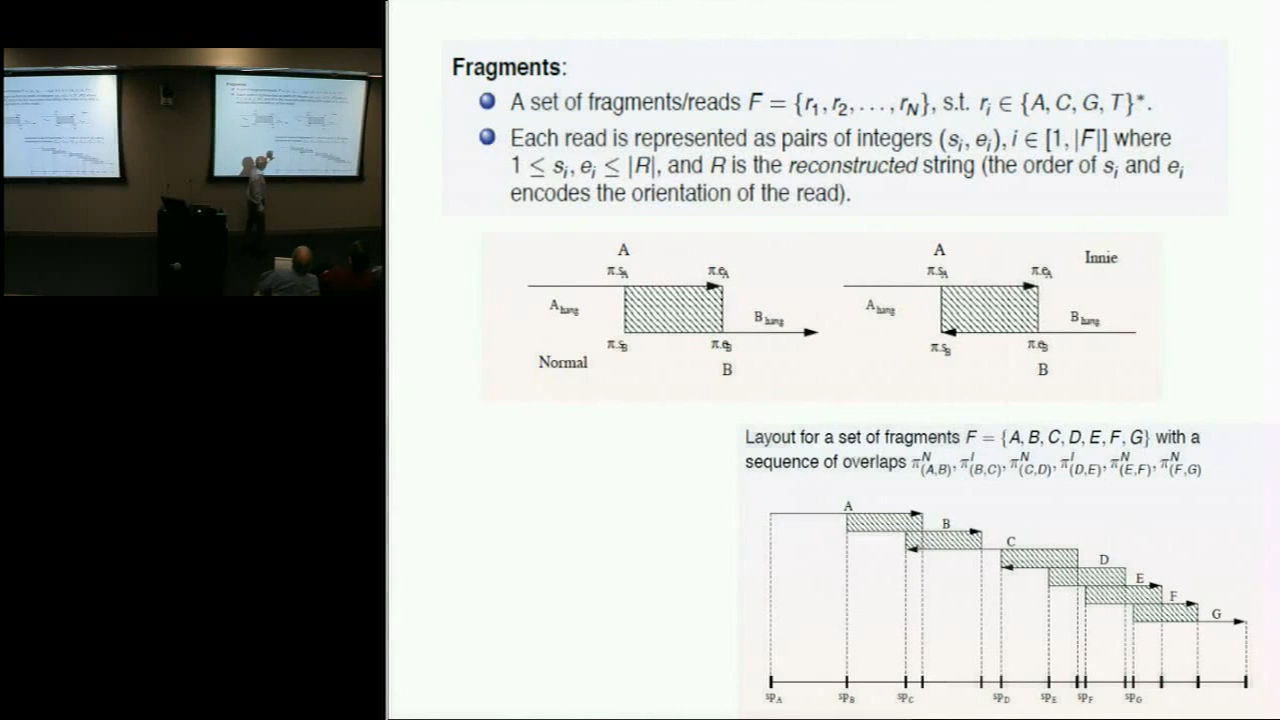 Fragments:
A set of fragments/reads F = {r₁, r₂, . . . , r_N}, s.t. r_i ∈ {A, C, G, T}*.
Each read is represented as pairs of integers (s_i, e_i), i ∈ [1, |F|] where
1 ≤ s_i, e_i ≤ |R|, and R is the reconstructed string (the order of s_i and e_i
encodes the orientation of the read).
A
π.s_A π.e_A
A_hang
B_hang
π.s_B π.e_B
Normal
B
A
Innie
π.s_A π.e_A
A_hang
B_hang
π.s_B π.e_B
B
Layout for a set of fragments F = {A, B, C, D, E, F, G} with a
sequence of overlaps π^N_(A,B), π^I_(B,C), π^N_(C,D), π^I_(D,E), π^N_(E,F), π^N_(F,G)
A
B
C
D
E
F
G
sp_A sp_B sp_C sp_D sp_E sp_F sp_G